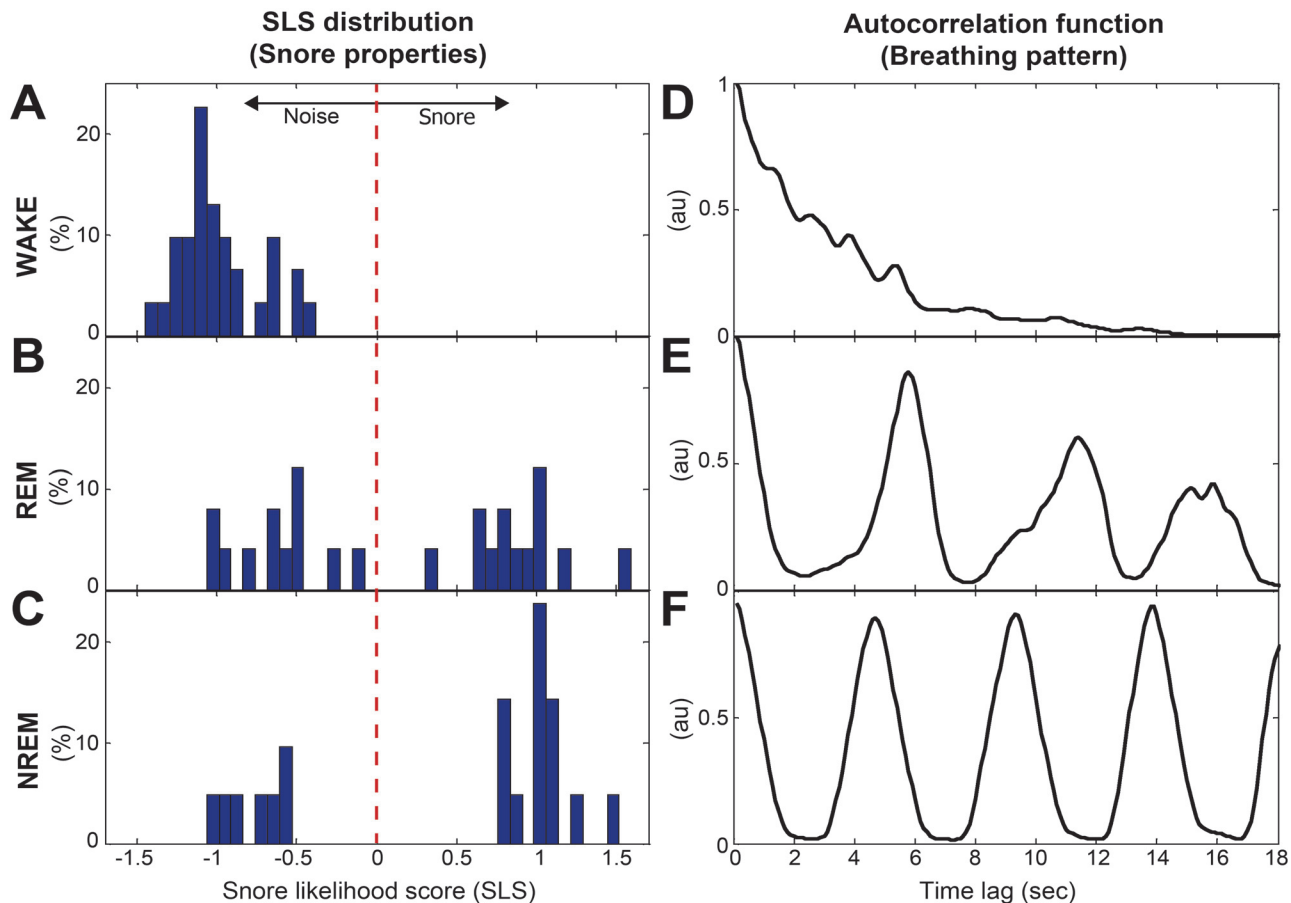 SLS distribution
(Snore properties)
Autocorrelation function
(Breathing pattern)
A
Noise
Snore
WAKE
(%)
20
10
0
D
(au)
1
0.5
0
B
REM
(%)
20
10
0
E
(au)
0.5
0
C
NREM
(%)
20
10
0
-1.5 -1 -0.5 0 0.5 1 1.5
Snore likelihood score (SLS)
F
(au)
0.5
0
0 2 4 6 8 10 12 14 16 18
Time lag (sec)